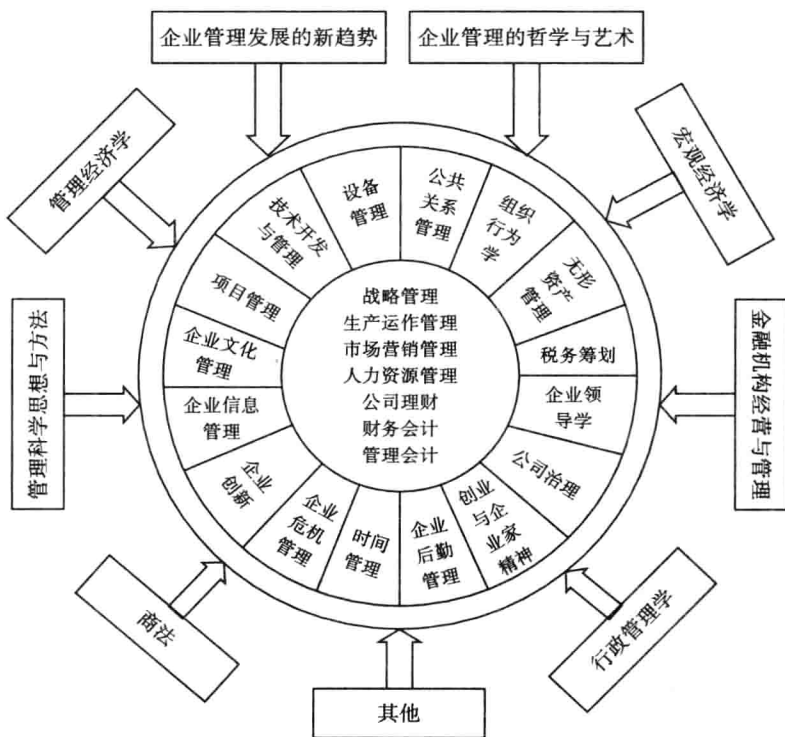 企业管理发展的新趋势
企业管理的哲学与艺术
管理经济学
宏观经济学
管理科学思想与方法
金融机构经营与管理
商法
行政管理学
其他
设备
管理
公共
关系
管理
组织
行为
学
无形
资产
管理
税务筹划
企业领
导学
公司治理
创业
与企
业家
精神
企业
后勤
管理
时间
管理
企业
危机
管理
企业
创新
企业信息
管理
企业文化
管理
项目管理
技术开发
与管理
战略管理
生产运作管理
市场营销管理
人力资源管理
公司理财
财务会计
管理会计